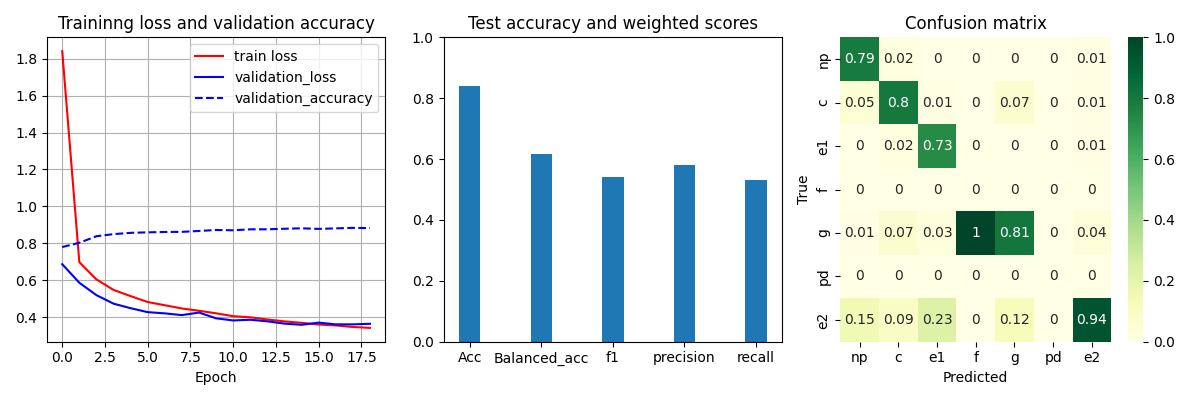 Traininng loss and validation accuracy
train loss
validation_loss
validation_accuracy
1.8
1.6
1.4
1.2
1.0
0.8
0.6
0.4
0.0 2.5 5.0 7.5 10.0 12.5 15.0 17.5
Epoch
Test accuracy and weighted scores
1.0
0.8
0.6
0.4
0.2
0.0
Acc Balanced_acc f1 precision recall
Confusion matrix
True
np 0.79 0.02 0 0 0 0 0.01
c 0.05 0.8 0.01 0 0.07 0 0.01
e1 0 0.02 0.73 0 0 0 0.01
f 0 0 0 0 0 0 0
g 0.01 0.07 0.03 1 0.81 0 0.04
pd 0 0 0 0 0 0 0
e2 0.15 0.09 0.23 0 0.12 0 0.94
np c e1 f g pd e2
Predicted
1.0
0.8
0.6
0.4
0.2
0.0